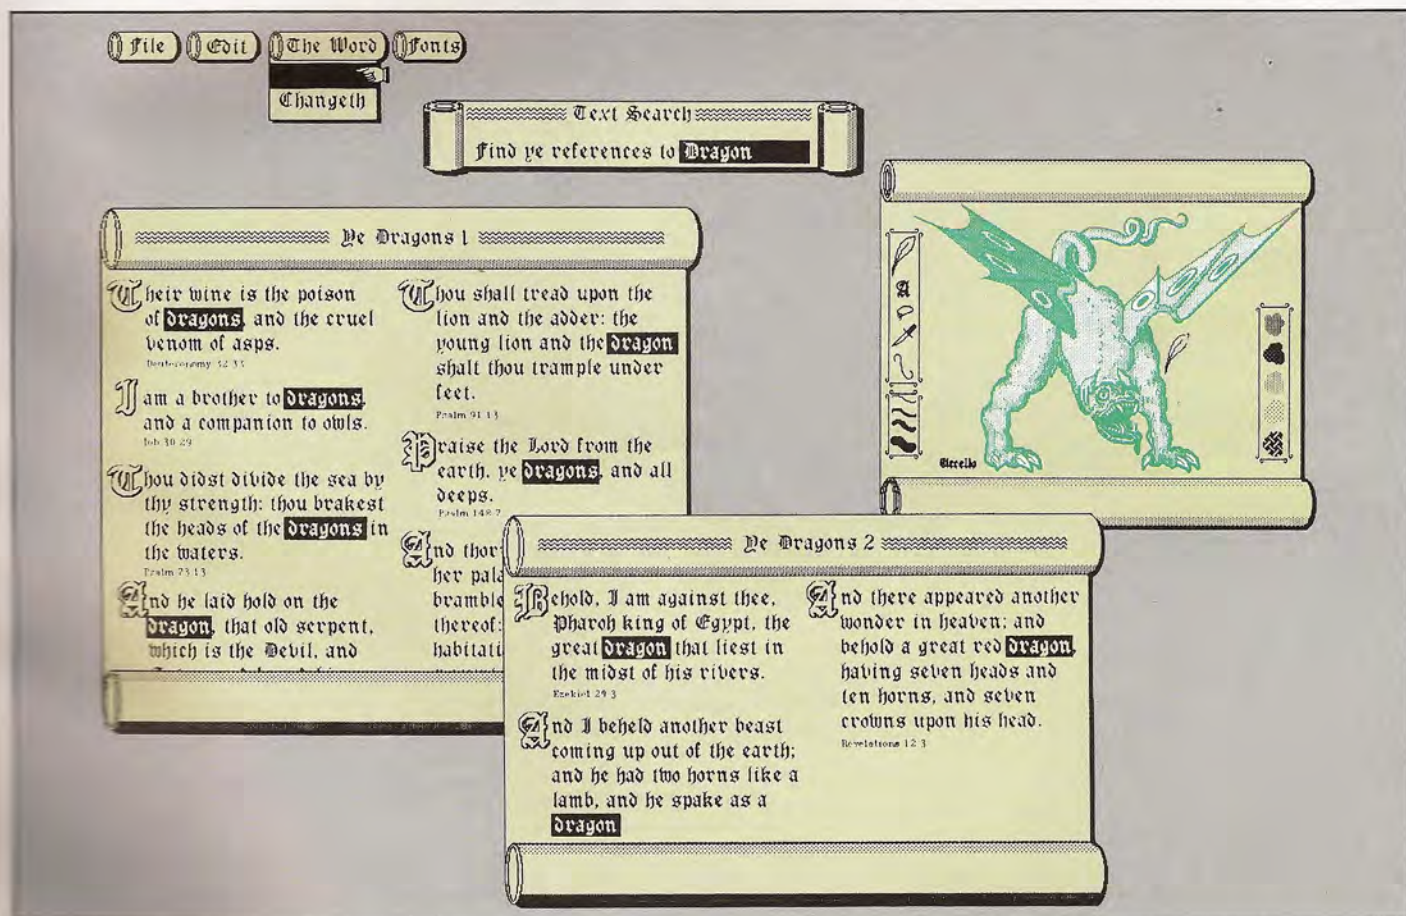 File
Edit
The Word
Fonts
Changeth
Text Search
Find ye references to Dragon
Ye Dragons 1
Their wine is the poison
of dragons, and the cruel
venom of asps.
Deuteronomy 32 33
I am a brother to dragons,
and a companion to owls.
Job 30 29
Thou didst divide the sea by
thy strength: thou brakest
the heads of the dragons in
the waters.
Psalm 73 13
And he laid hold on the
dragon, that old serpent,
which is the Devil, and
Thou shall tread upon the
lion and the adder: the
young lion and the dragon
shalt thou trample under
feet.
Psalm 91 13
Praise the Lord from the
earth, ye dragons, and all
deeps.
Psalm 148 7
And thor
her pala
bramble
thereof:
habitati
A
Uccello
Ye Dragons 2
Behold, I am against thee,
Pharoh king of Egypt, the
great dragon that liest in
the midst of his rivers.
Ezekiel 29 3
And I beheld another beast
coming up out of the earth;
and he had two horns like a
lamb, and he spake as a
dragon
And there appeared another
wonder in heaven; and
behold a great red dragon,
having seven heads and
ten horns, and seven
crowns upon his head.
Revelations 12 3